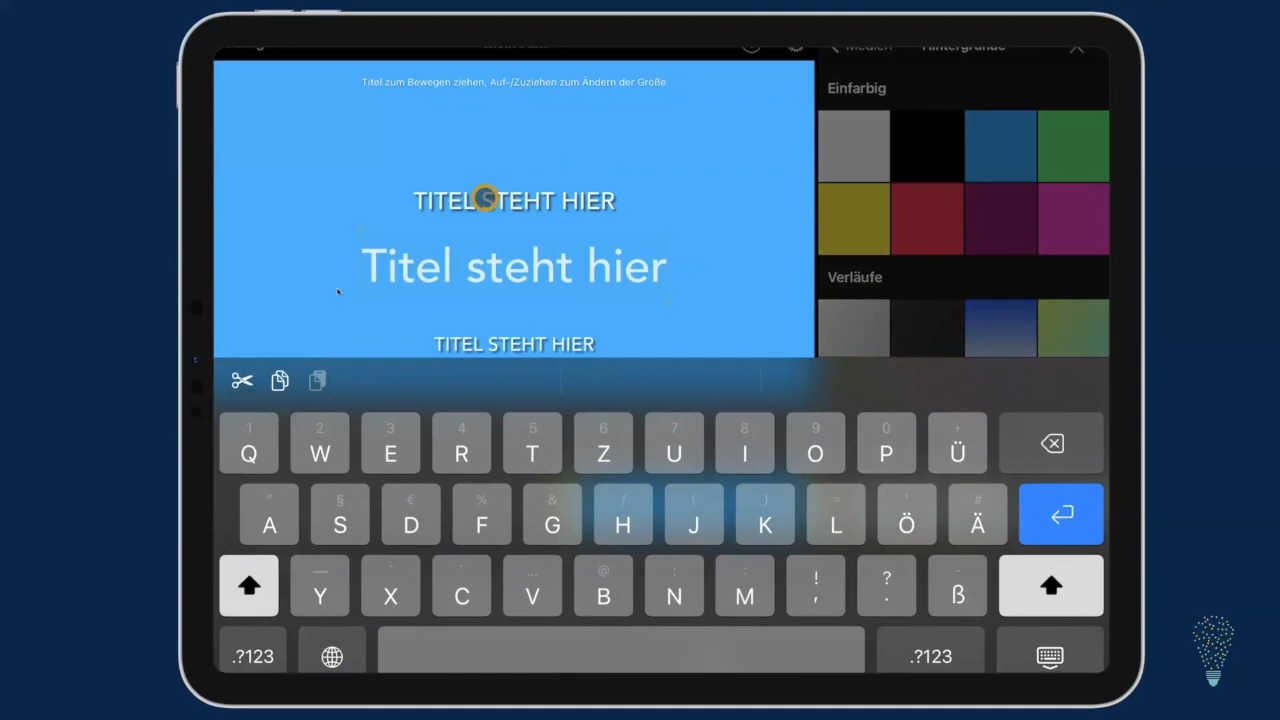 Medien
Hintergründe
Titel zum Bewegen ziehen, Auf-/Zuziehen zum Ändern der Größe
Einfarbig
TITEL STEHT HIER
Titel steht hier
Verläufe
TITEL STEHT HIER
1 2 3 4 5 6 7 8 9 0 +
Q W E R T Z U I O P Ü
" § € % & / ( ) = ' #
A S D F G H J K L Ö Ä
— ' ... @ ; : ! ? -
Y X C V B N M , . ß
.?123 .?123